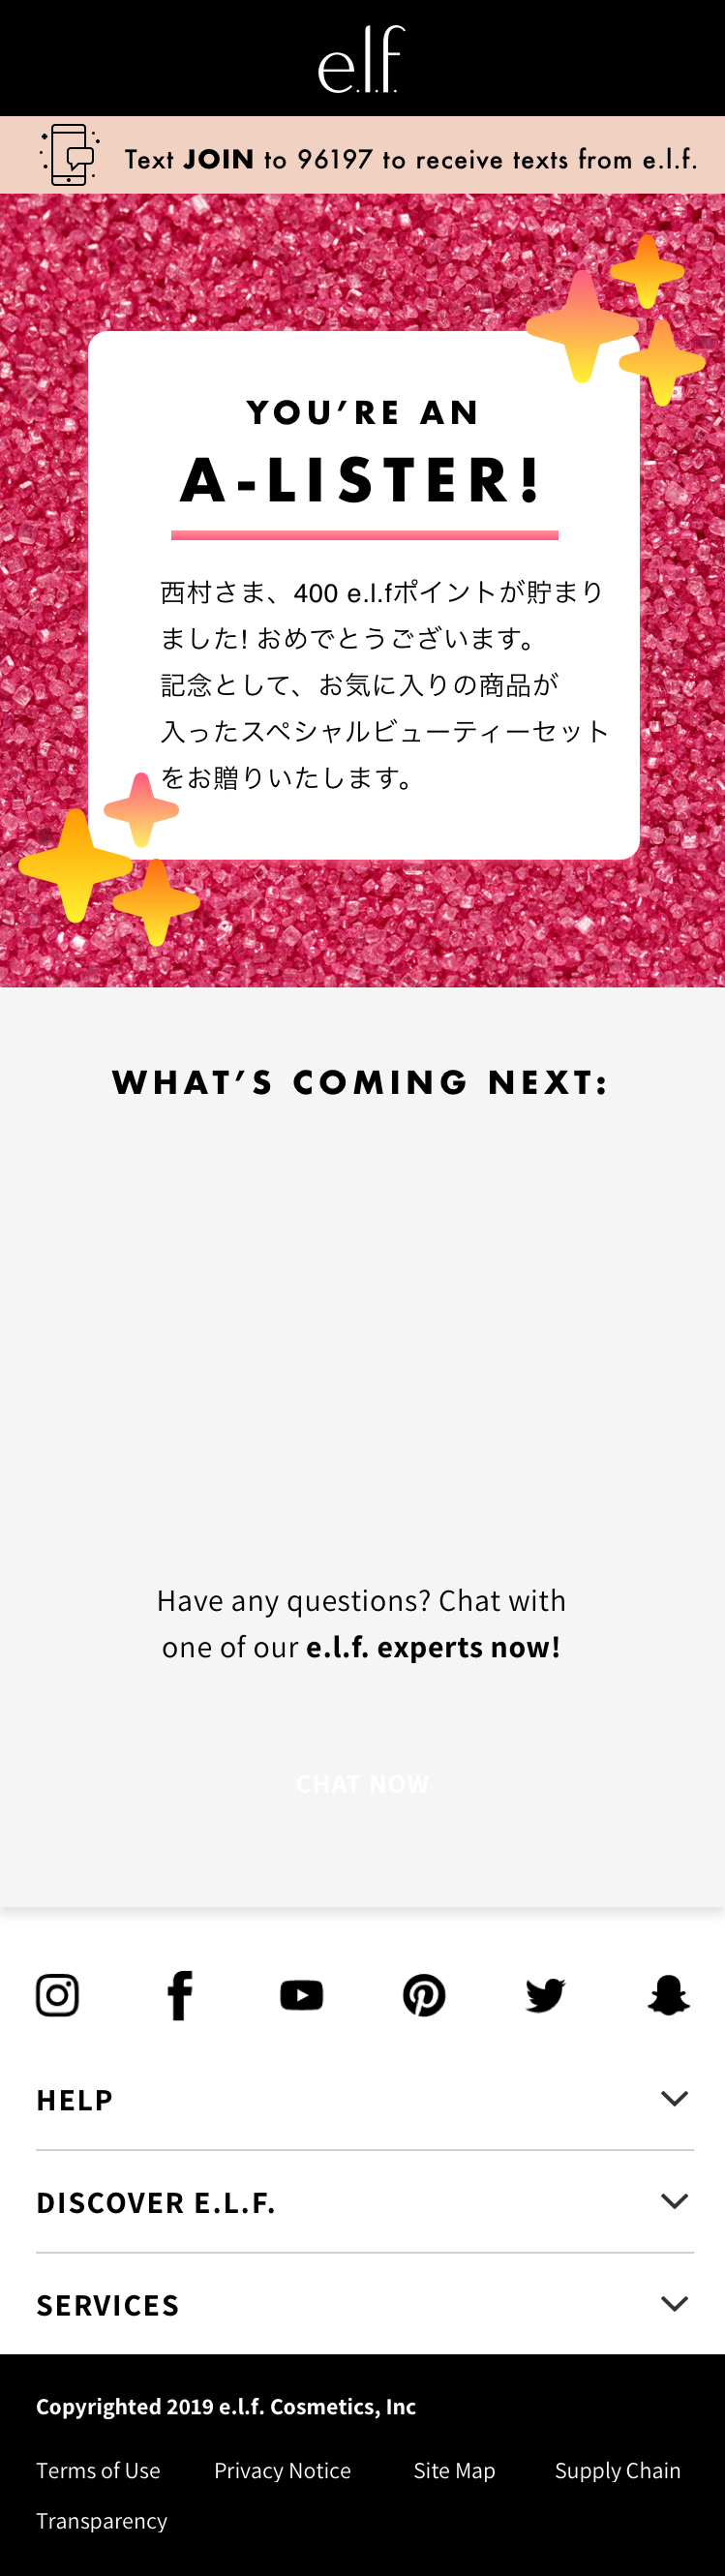 e.l.f.
Text JOIN to 96197 to receive texts from e.l.f.
YOU’RE AN
A-LISTER!
西村さま、400 e.l.fポイントが貯まり
ました! おめでとうございます。
記念として、お気に入りの商品が
入ったスペシャルビューティーセット
をお贈りいたします。
WHAT’S COMING NEXT:
Have any questions? Chat with
one of our e.l.f. experts now!
CHAT NOW
HELP
DISCOVER E.L.F.
SERVICES
Copyrighted 2019 e.l.f. Cosmetics, Inc
Terms of Use Privacy Notice Site Map Supply Chain
Transparency